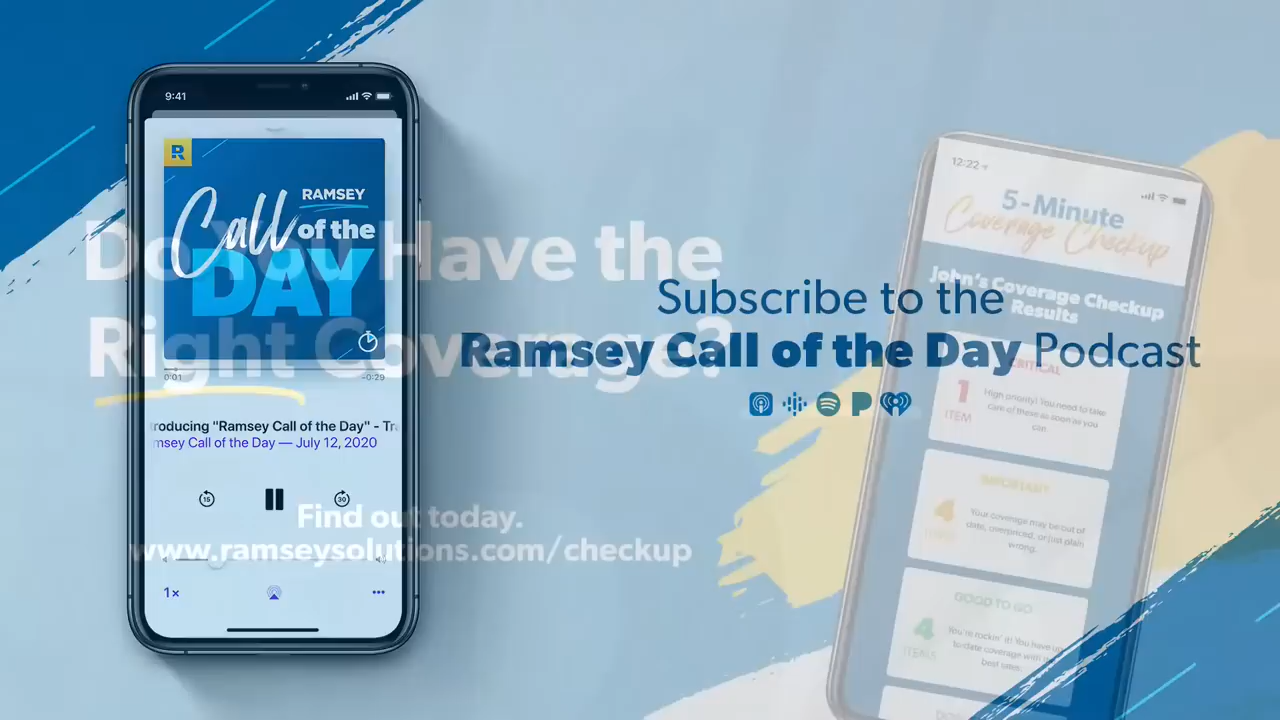 9:41
R
RAMSEY
Call of the
DAY
0:01
-0:29
roducing "Ramsey Call of the Day" - Tr
msey Call of the Day — July 12, 2020
15
30
1×
Do You Have the
Right Coverage?
Find out today.
www.ramseysolutions.com/checkup
Subscribe to the
Ramsey Call of the Day Podcast
12:22
5-Minute
Coverage Checkup
John's Coverage Checkup
Results
CRITICAL
1
ITEM
High priority! You need to take
care of these as soon as you
can.
IMPORTANT
4
ITEMS
Your coverage may be out of
date, overpriced, or just plain
wrong.
GOOD TO GO
4
ITEMS
You're rockin' it! You have up
to date coverage with
best rates.